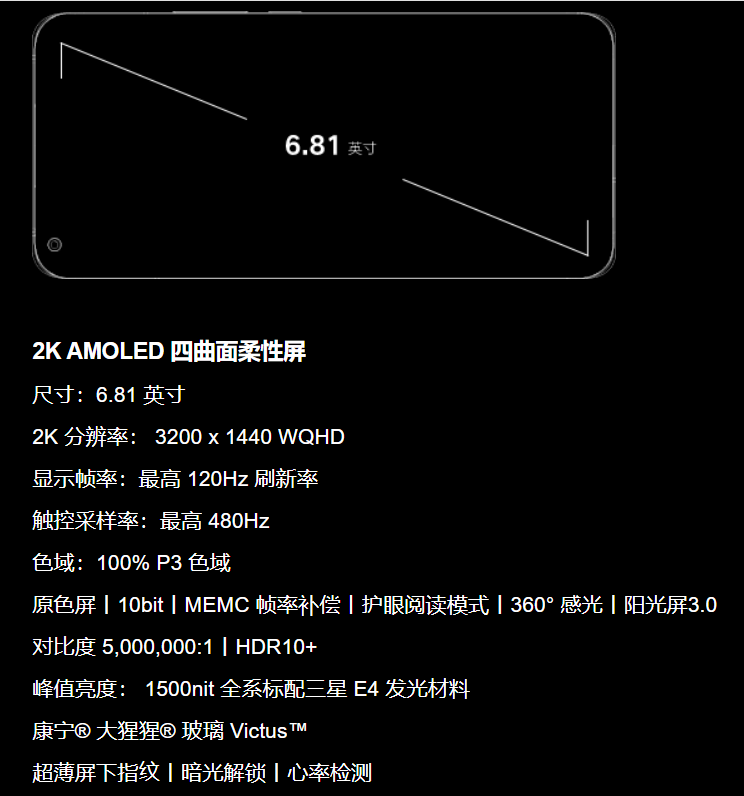 6.81 英寸
2K AMOLED 四曲面柔性屏
尺寸：6.81 英寸
2K 分辨率： 3200 x 1440 WQHD
显示帧率：最高 120Hz 刷新率
触控采样率：最高 480Hz
色域：100% P3 色域
原色屏丨10bit丨MEMC 帧率补偿丨护眼阅读模式丨360° 感光丨阳光屏3.0
对比度 5,000,000:1丨HDR10+
峰值亮度： 1500nit 全系标配三星 E4 发光材料
康宁® 大猩猩® 玻璃 Victus™
超薄屏下指纹丨暗光解锁丨心率检测